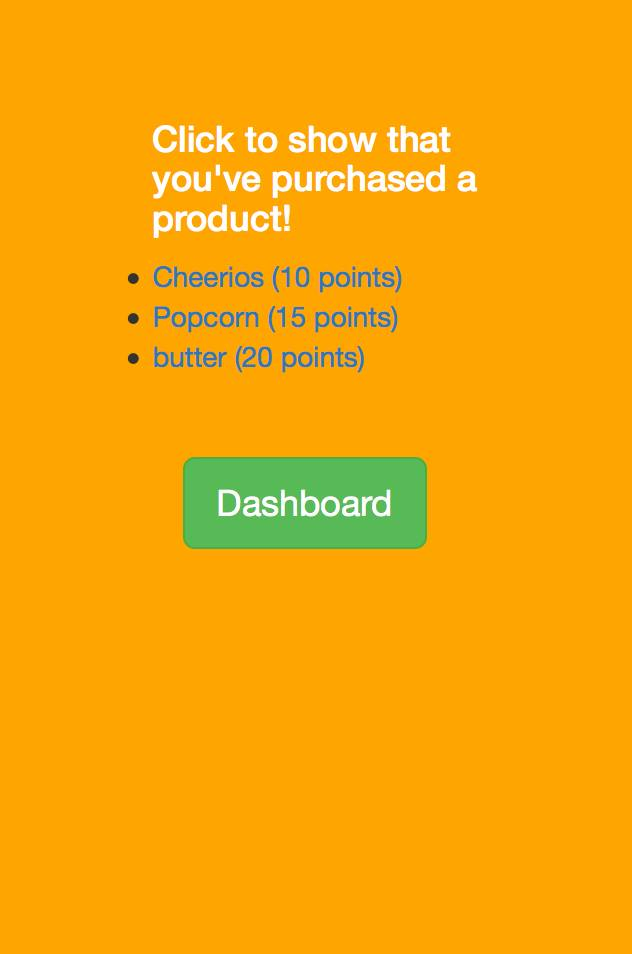 Click to show that
you've purchased a
product!
Cheerios (10 points)
Popcorn (15 points)
butter (20 points)
Dashboard